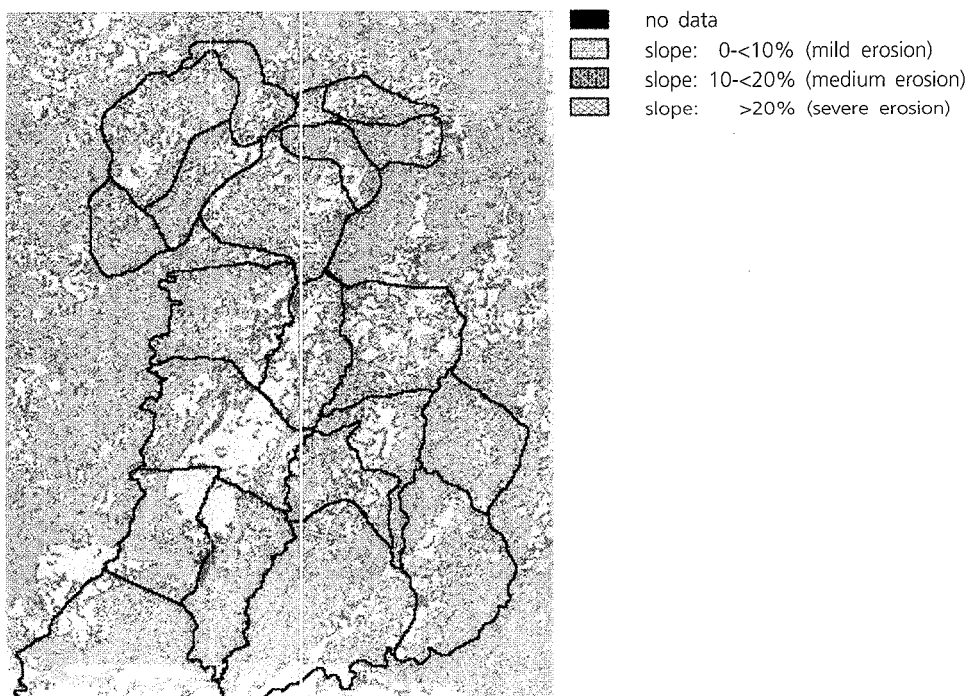 no data
slope: 0-<10% (mild erosion)
slope: 10-<20% (medium erosion)
slope: >20% (severe erosion)